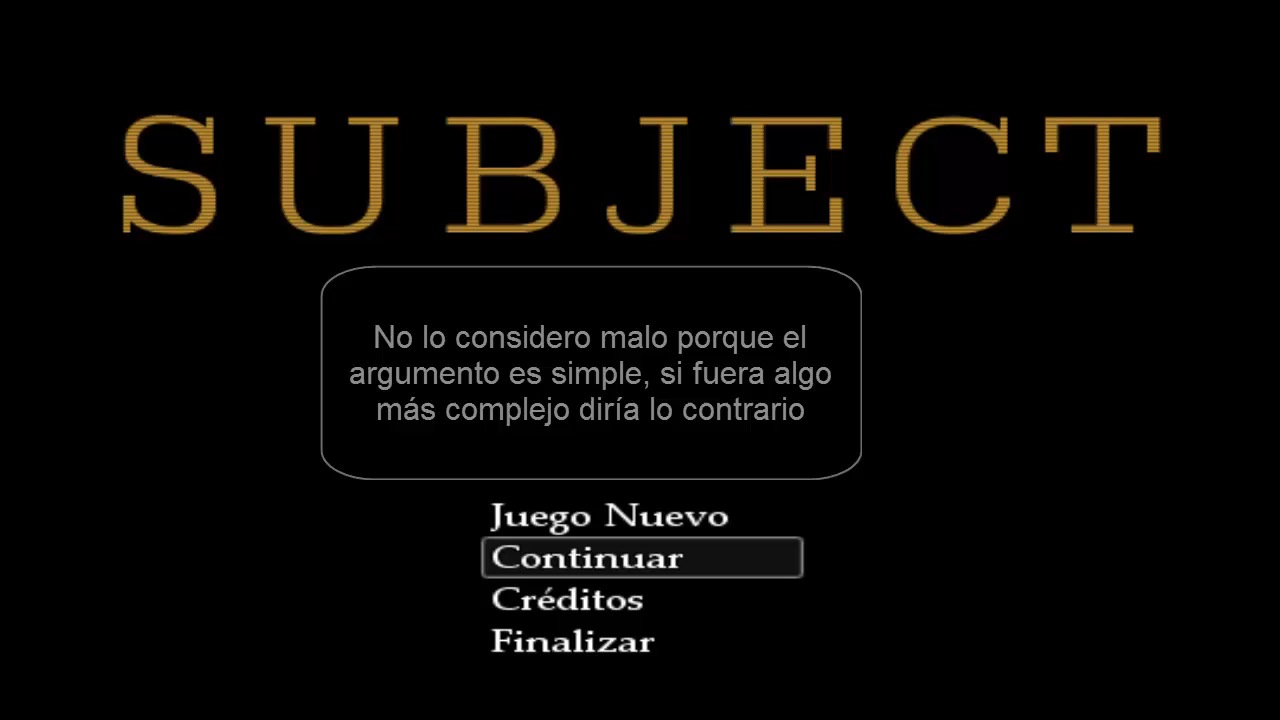 SUBJECT
No lo considero malo porque el
argumento es simple, si fuera algo
más complejo diría lo contrario
Juego Nuevo
Continuar
Créditos
Finalizar